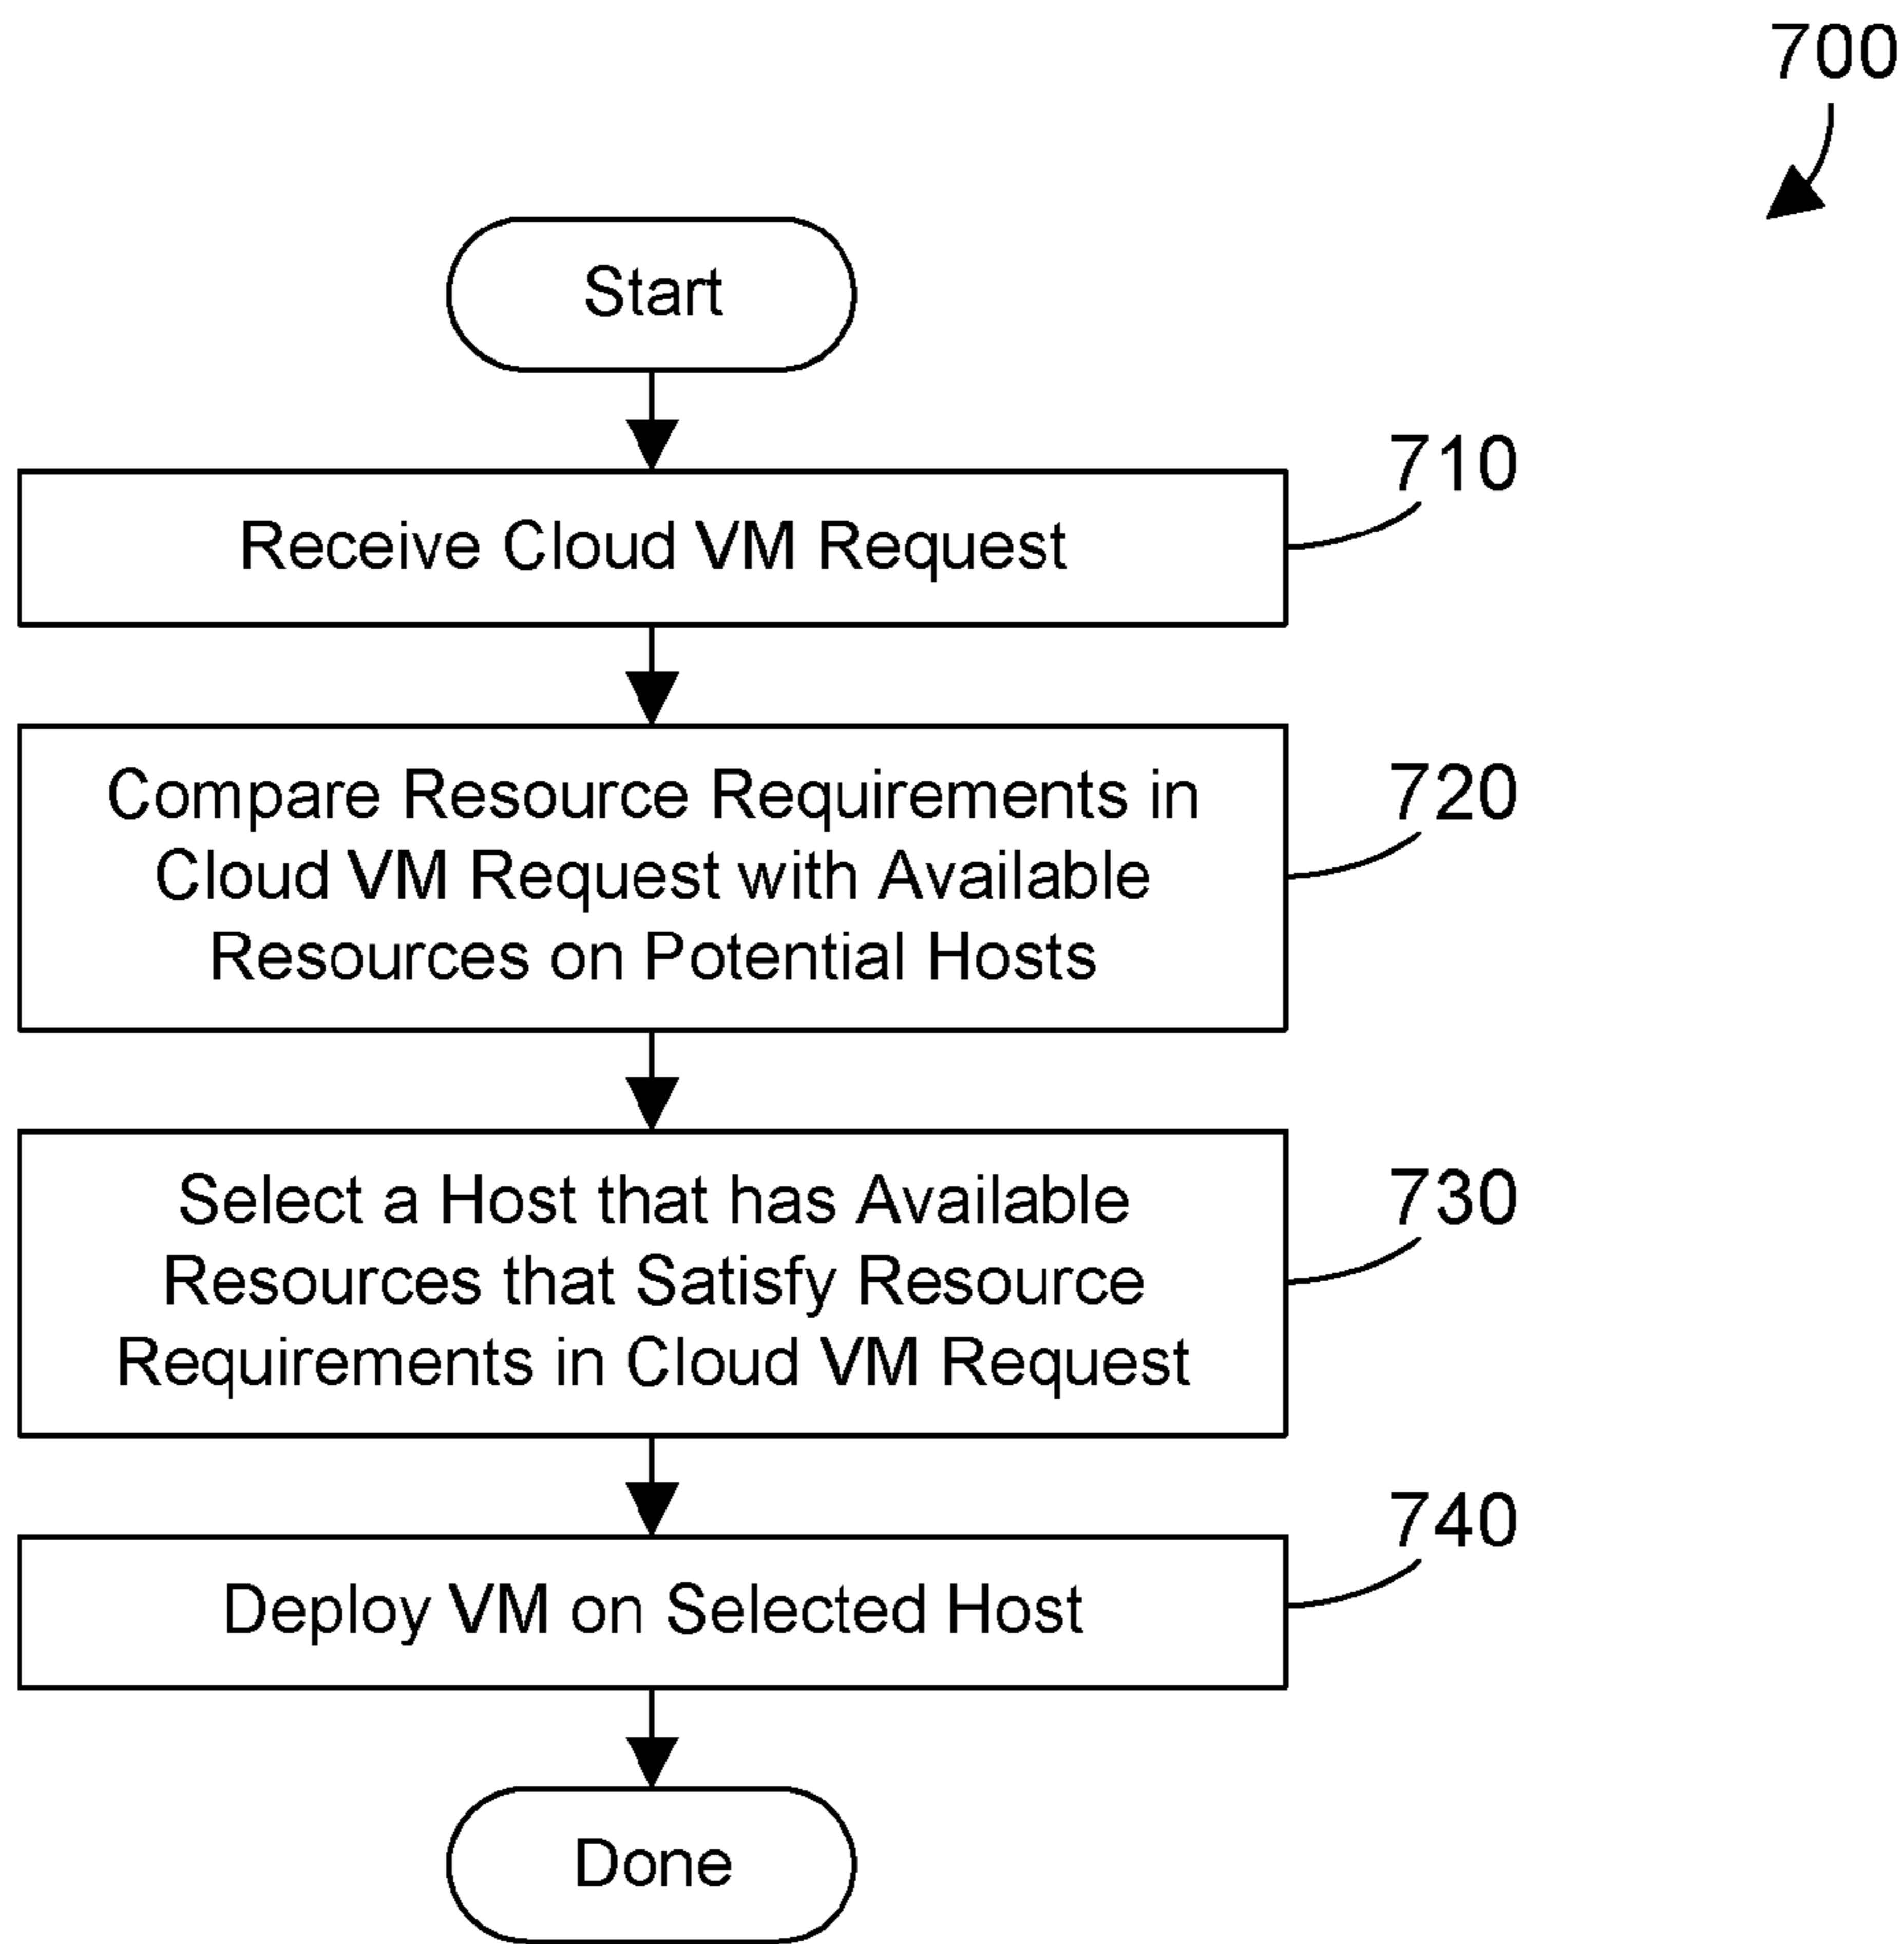 700
Start
710
Receive Cloud VM Request
720
Compare Resource Requirements in
Cloud VM Request with Available
Resources on Potential Hosts
730
Select a Host that has Available
Resources that Satisfy Resource
Requirements in Cloud VM Request
740
Deploy VM on Selected Host
Done